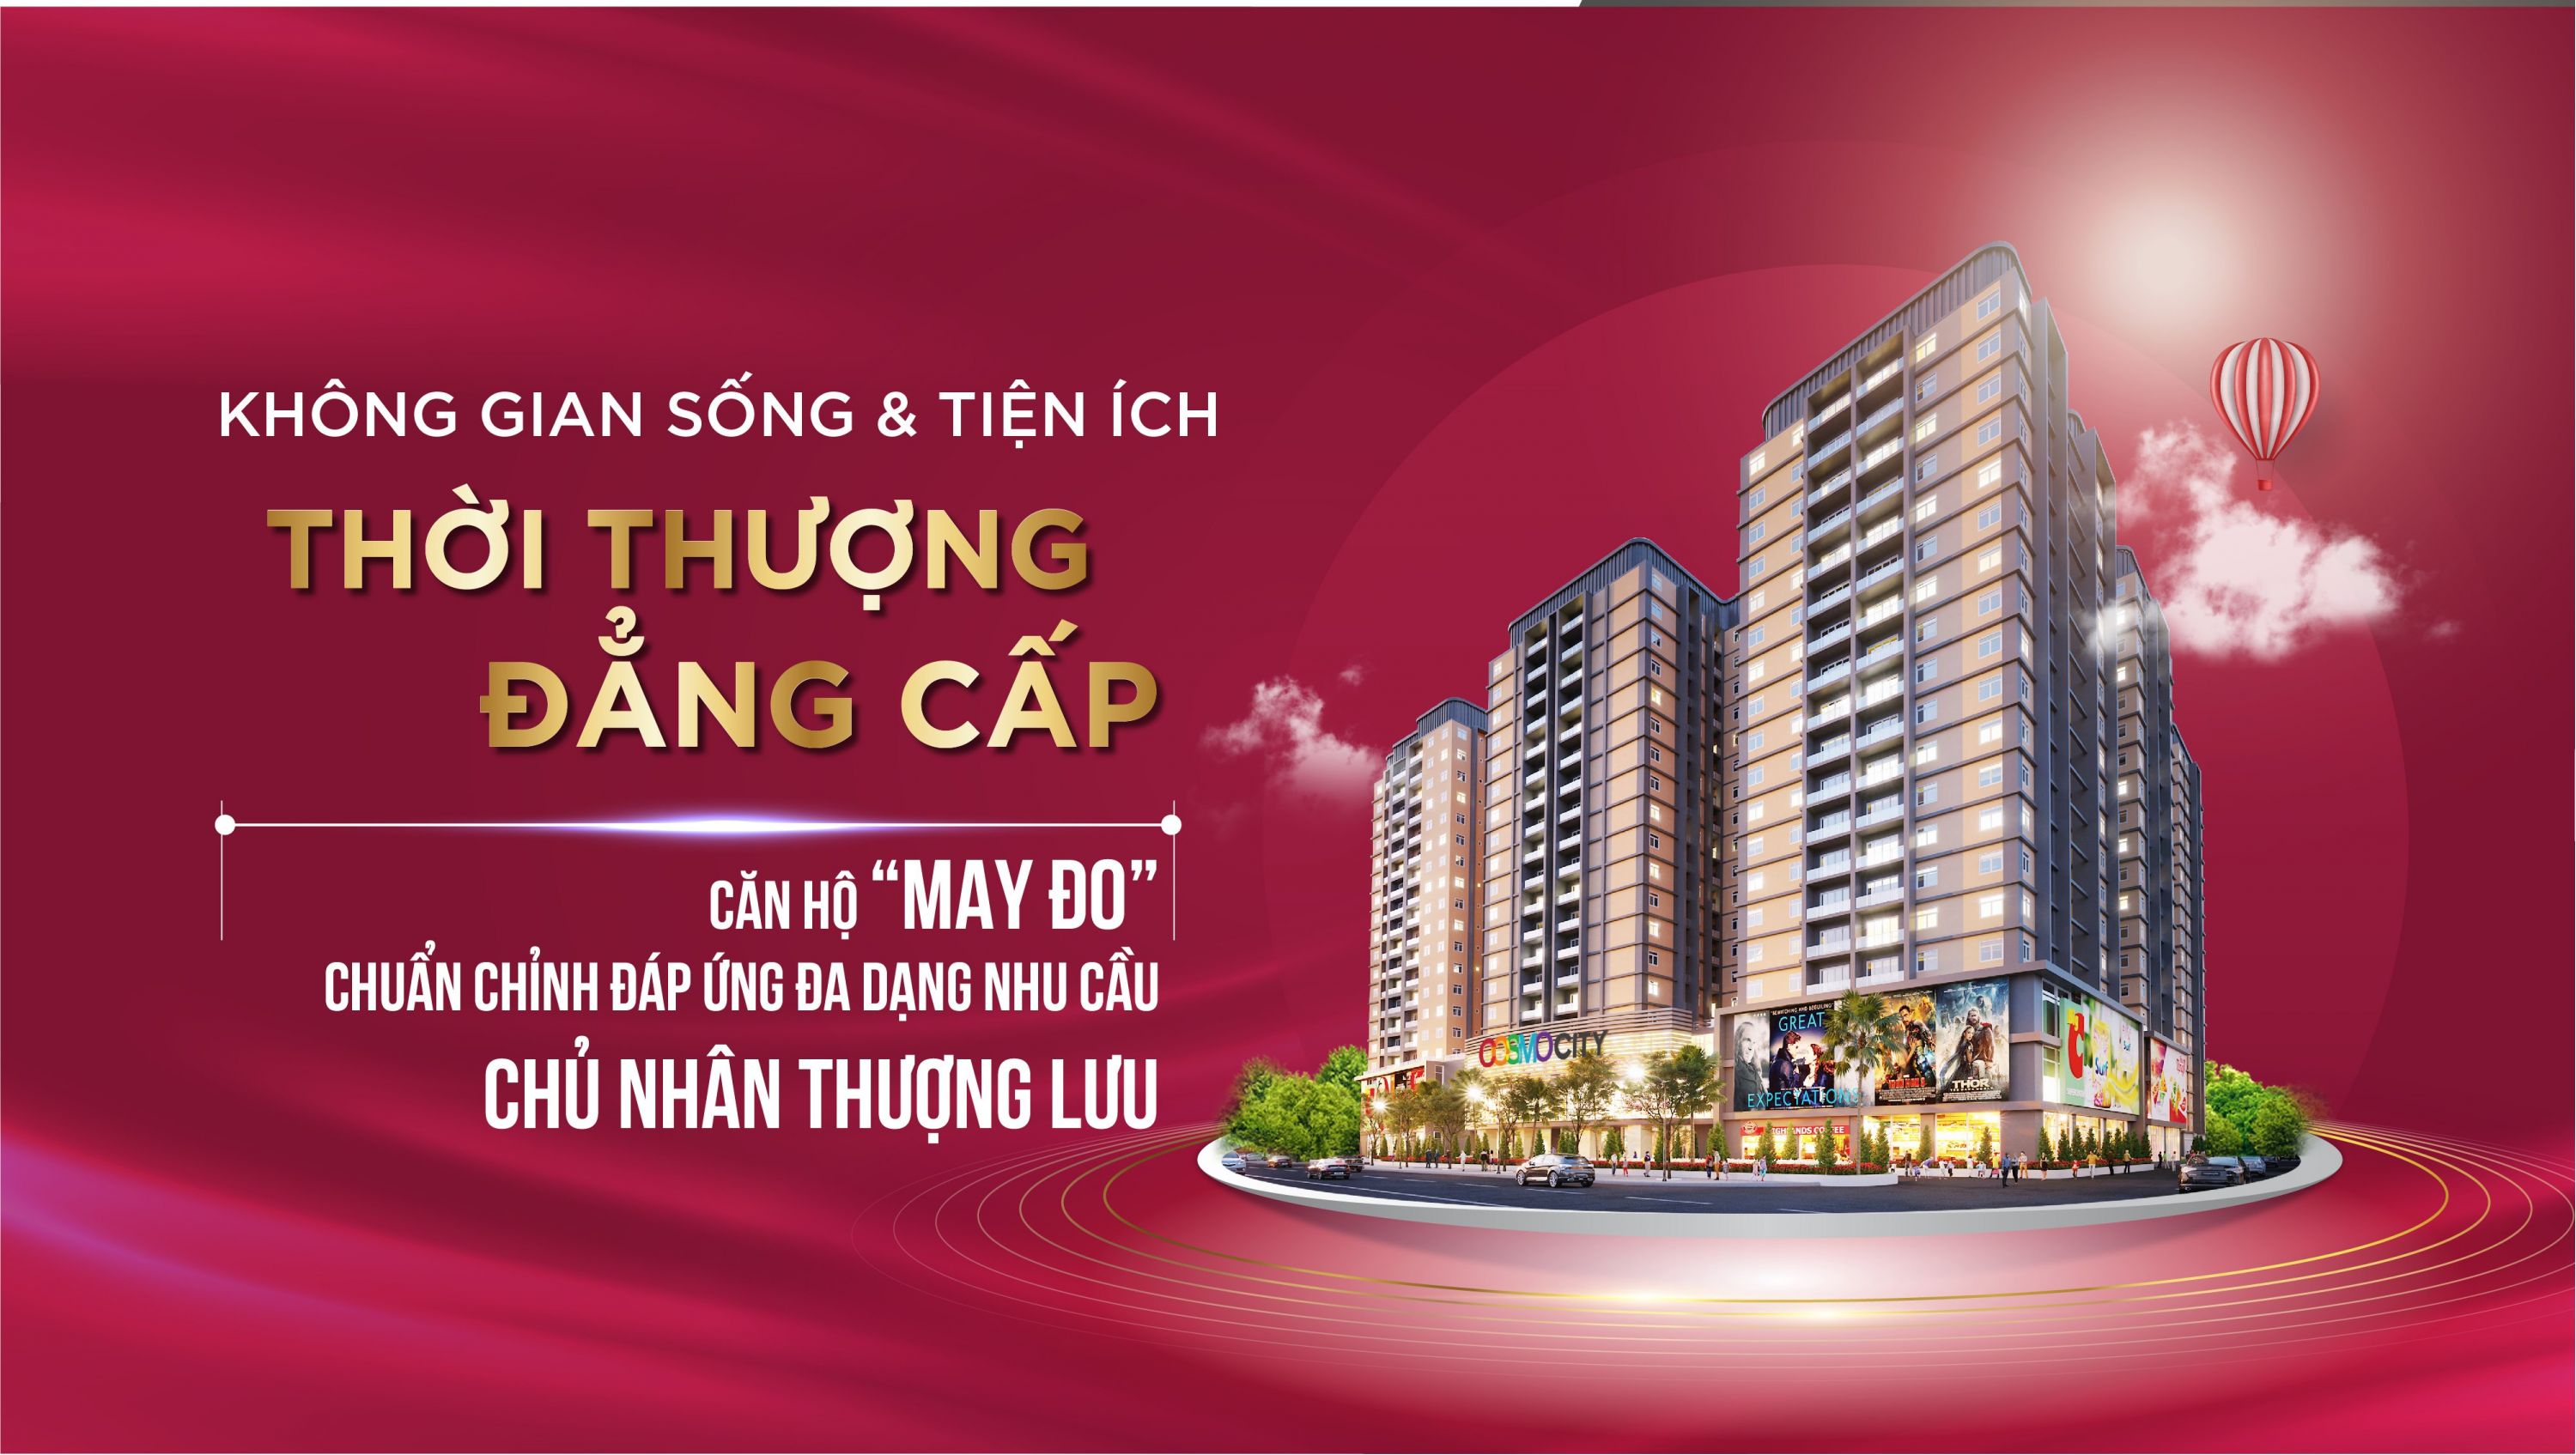 KHÔNG GIAN SỐNG & TIỆN ÍCH
THỜI THƯỢNG
ĐẲNG CẤP
CĂN HỘ “MAY ĐO”
CHUẨN CHỈNH ĐÁP ỨNG ĐA DẠNG NHU CẦU
CHỦ NHÂN THƯỢNG LƯU
COSMOCITY
GREAT
EXPECTATIONS
THOR
Surf